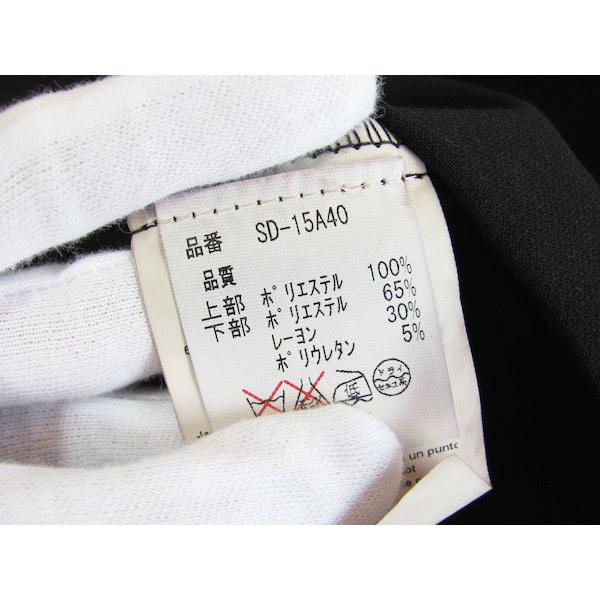 品番 SD-15A40
品質
上部 ポリエステル 100%
下部 ポリエステル 65%
レーヨン 30%
ポリウレタン 5%
低
ドライ
セキユ系
un punto